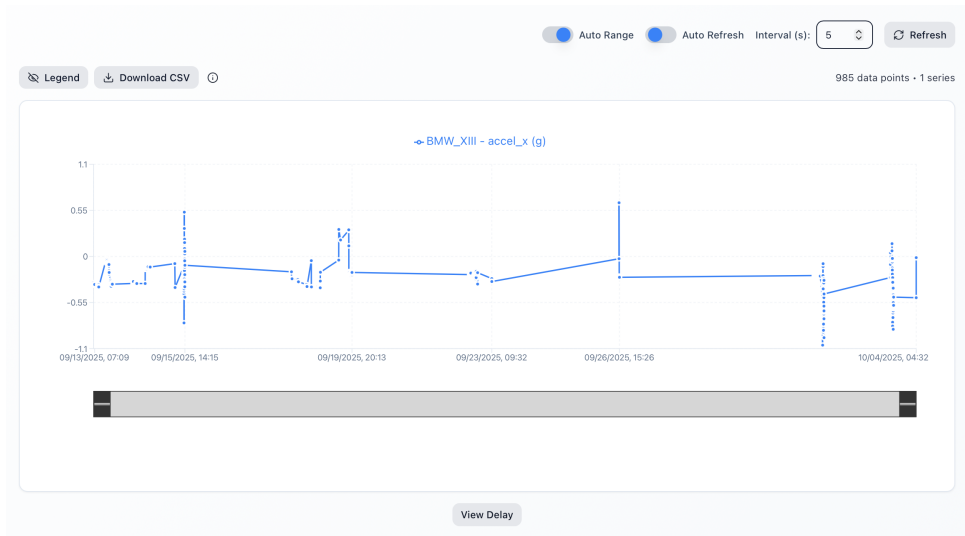 Auto Range Auto Refresh Interval (s): 5 Refresh
Legend Download CSV 985 data points • 1 series
BMW_XIII - accel_x (g)
1.1
0.55
0
-0.55
-1.1
09/13/2025, 07:09 09/15/2025, 14:15 09/19/2025, 20:13 09/23/2025, 09:32 09/26/2025, 15:26 10/04/2025, 04:32
View Delay